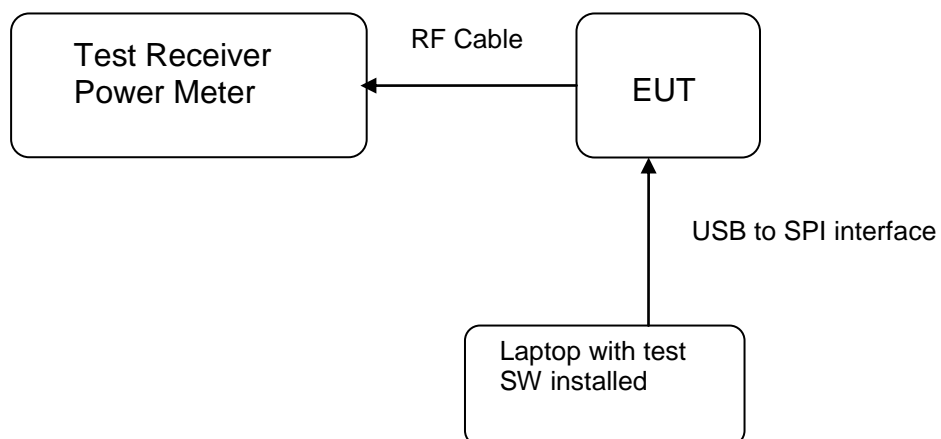 RF Cable
Test Receiver
Power Meter
EUT
USB to SPI interface
Laptop with test
SW installed